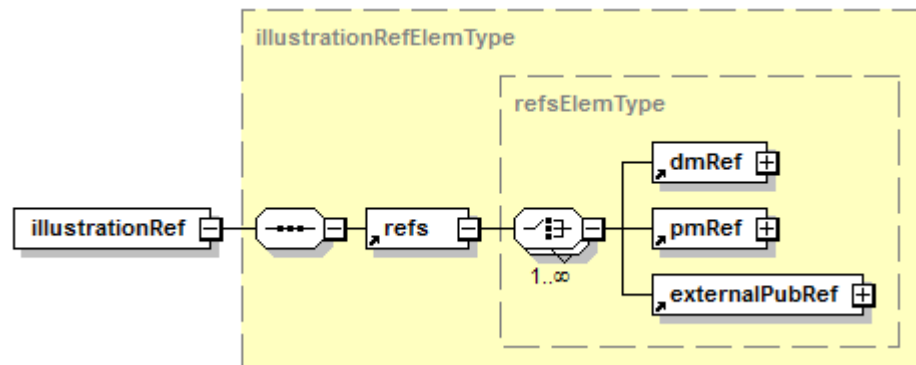 illustrationRefElemType
refsElemType
dmRef
illustrationRef
refs
pmRef
1..∞
externalPubRef